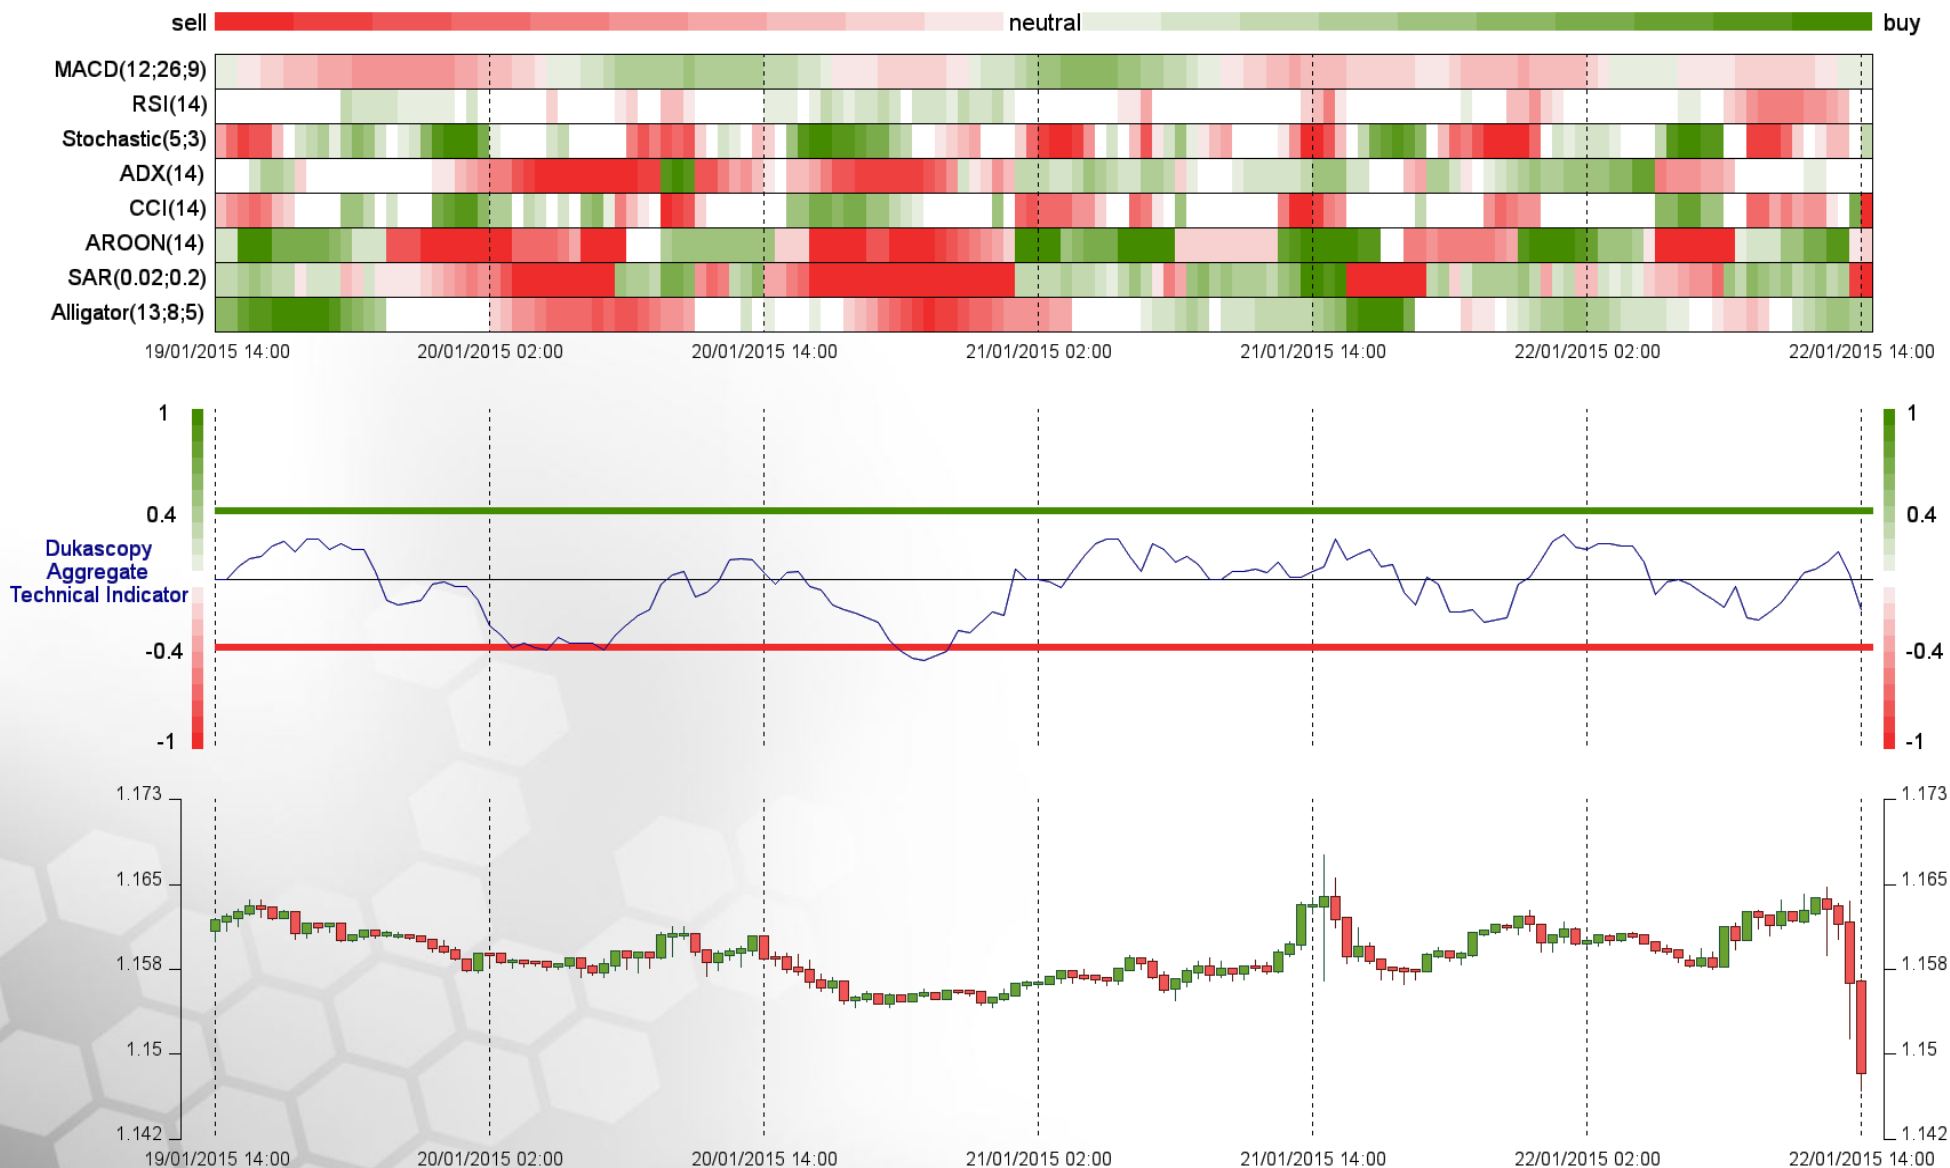 sell neutral buy
MACD(12;26;9)
RSI(14)
Stochastic(5;3)
ADX(14)
CCI(14)
AROON(14)
SAR(0.02;0.2)
Alligator(13;8;5)
19/01/2015 14:00 20/01/2015 02:00 20/01/2015 14:00 21/01/2015 02:00 21/01/2015 14:00 22/01/2015 02:00 22/01/2015 14:00
1 1
0.4 0.4
Dukascopy
Aggregate
Technical Indicator
-0.4 -0.4
-1 -1
1.173 1.173
1.165 1.165
1.158 1.158
1.15 1.15
1.142 1.142
19/01/2015 14:00 20/01/2015 02:00 20/01/2015 14:00 21/01/2015 02:00 21/01/2015 14:00 22/01/2015 02:00 22/01/2015 14:00